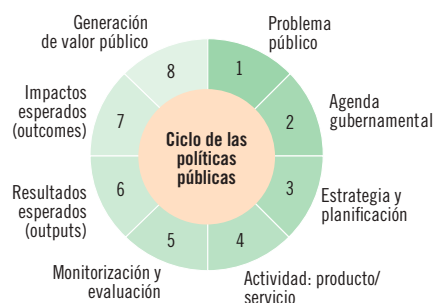 Generación
de valor público
8
Problema
público
1
Agenda
gubernamental
2
Estrategia y
planificación
3
Actividad: producto/
servicio
4
Monitorización y
evaluación
5
Resultados
esperados
(outputs)
6
Impactos
esperados
(outcomes)
7
Ciclo de las
políticas
públicas